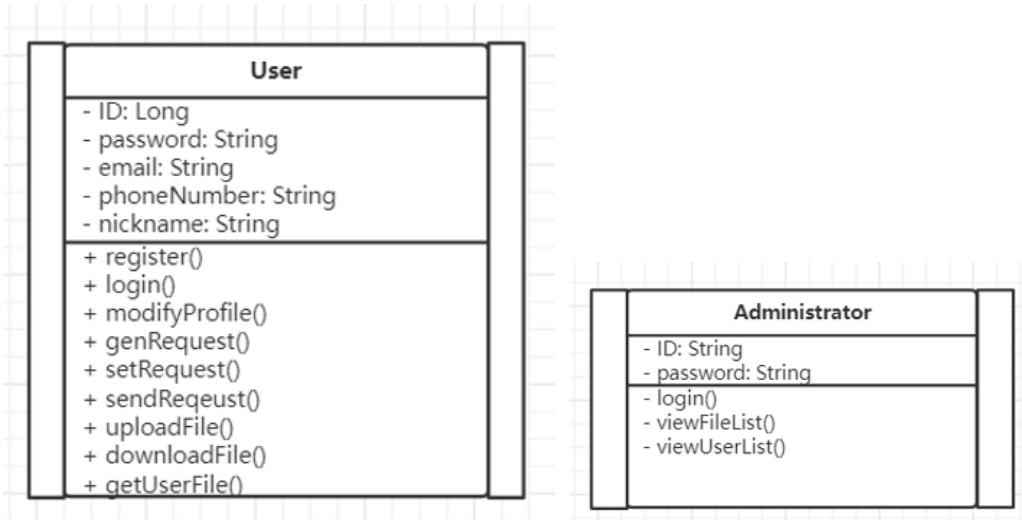 User
- ID: Long
- password: String
- email: String
- phoneNumber: String
- nickname: String
+ register()
+ login()
+ modifyProfile()
+ genRequest()
+ setRequest()
+ sendReqeust()
+ uploadFile()
+ downloadFile()
+ getUserFile()
Administrator
- ID: String
- password: String
- login()
- viewFileList()
- viewUserList()